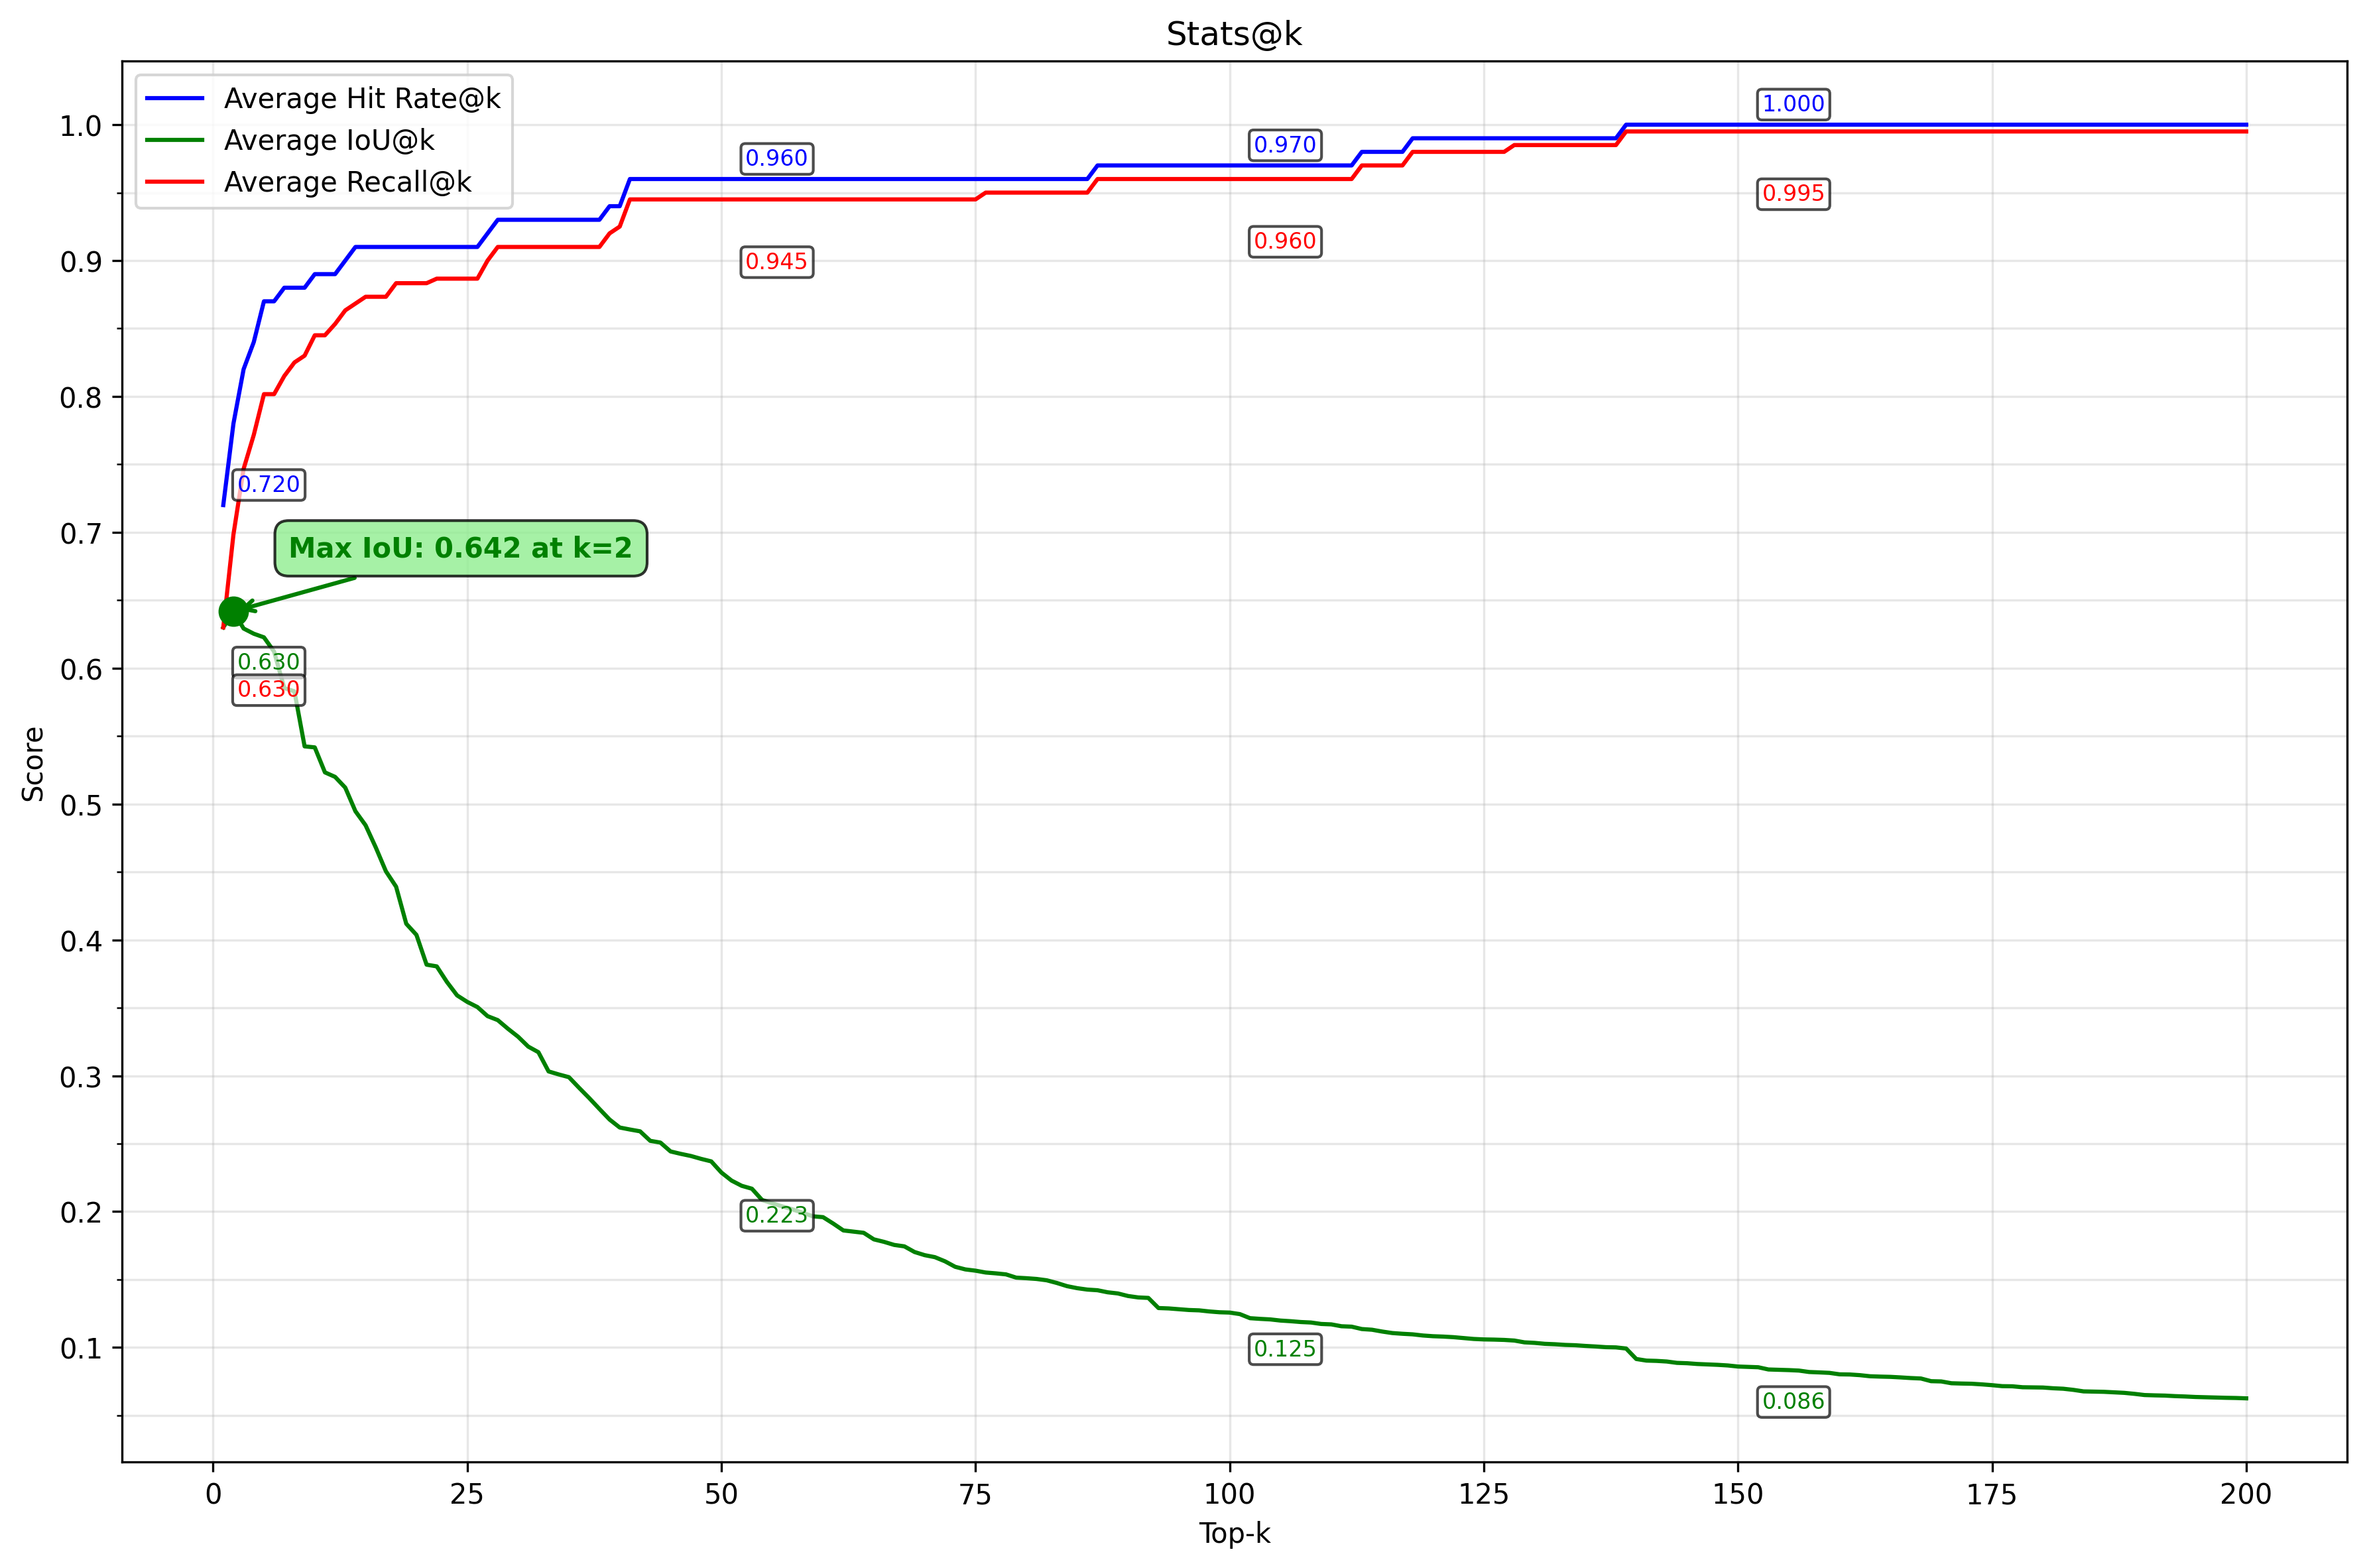 Stats@k
Average Hit Rate@k
Average IoU@k
Average Recall@k
1.000
0.960
0.970
0.995
0.945
0.960
0.720
Max IoU: 0.642 at k=2
0.630
0.630
0.223
0.125
0.086
1.0
0.9
0.8
0.7
0.6
0.5
0.4
0.3
0.2
0.1
Score
0 25 50 75 100 125 150 175 200
Top-k